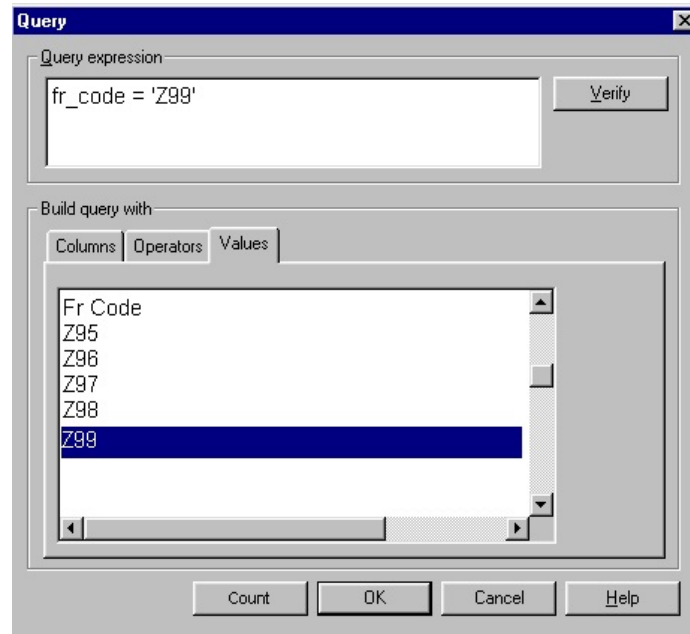 Query
Query expression
fr_code = 'Z99'
Verify
Build query with
Columns Operators Values
Fr Code
Z95
Z96
Z97
Z98
Z99
Count OK Cancel Help